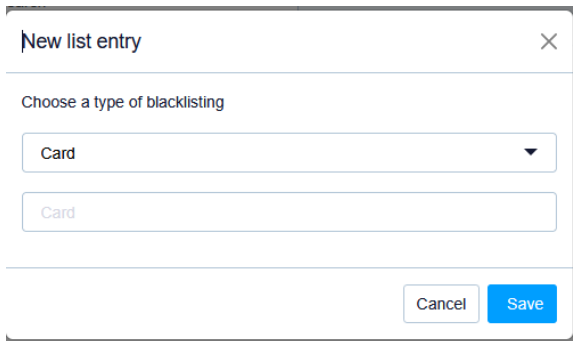 New list entry
Choose a type of blacklisting
Card
Card
Cancel Save